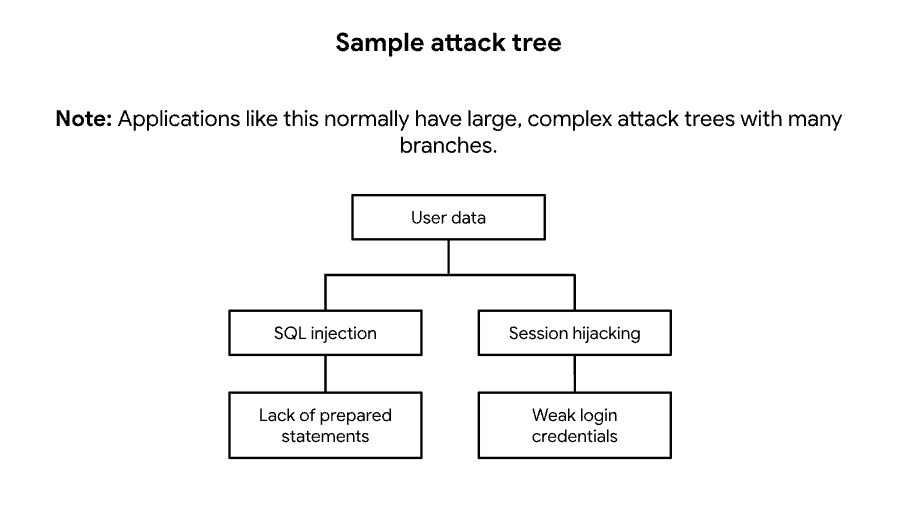 Sample attack tree
Note: Applications like this normally have large, complex attack trees with many
branches.
User data
SQL injection
Session hijacking
Lack of prepared
statements
Weak login
credentials